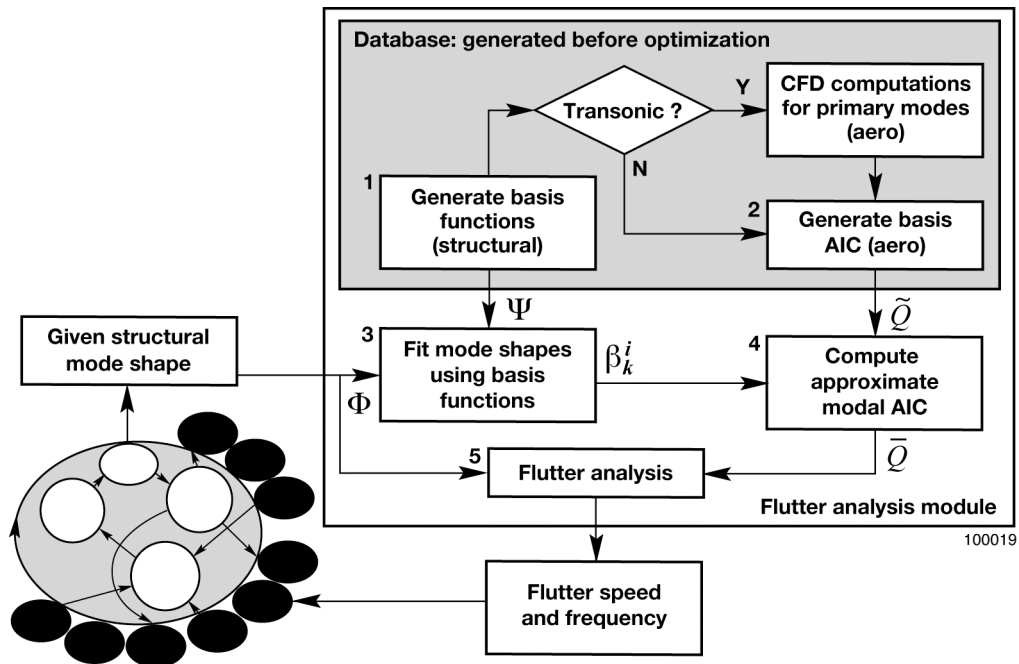 Database: generated before optimization
Transonic ?
Y
N
CFD computations
for primary modes
(aero)
1
Generate basis
functions
(structural)
2
Generate basis
AIC (aero)
Ψ
Q̃
Given structural
mode shape
Φ
3
Fit mode shapes
using basis
functions
β_k^i
4
Compute
approximate
modal AIC
Q̅
5
Flutter analysis
Flutter analysis module
100019
Flutter speed
and frequency